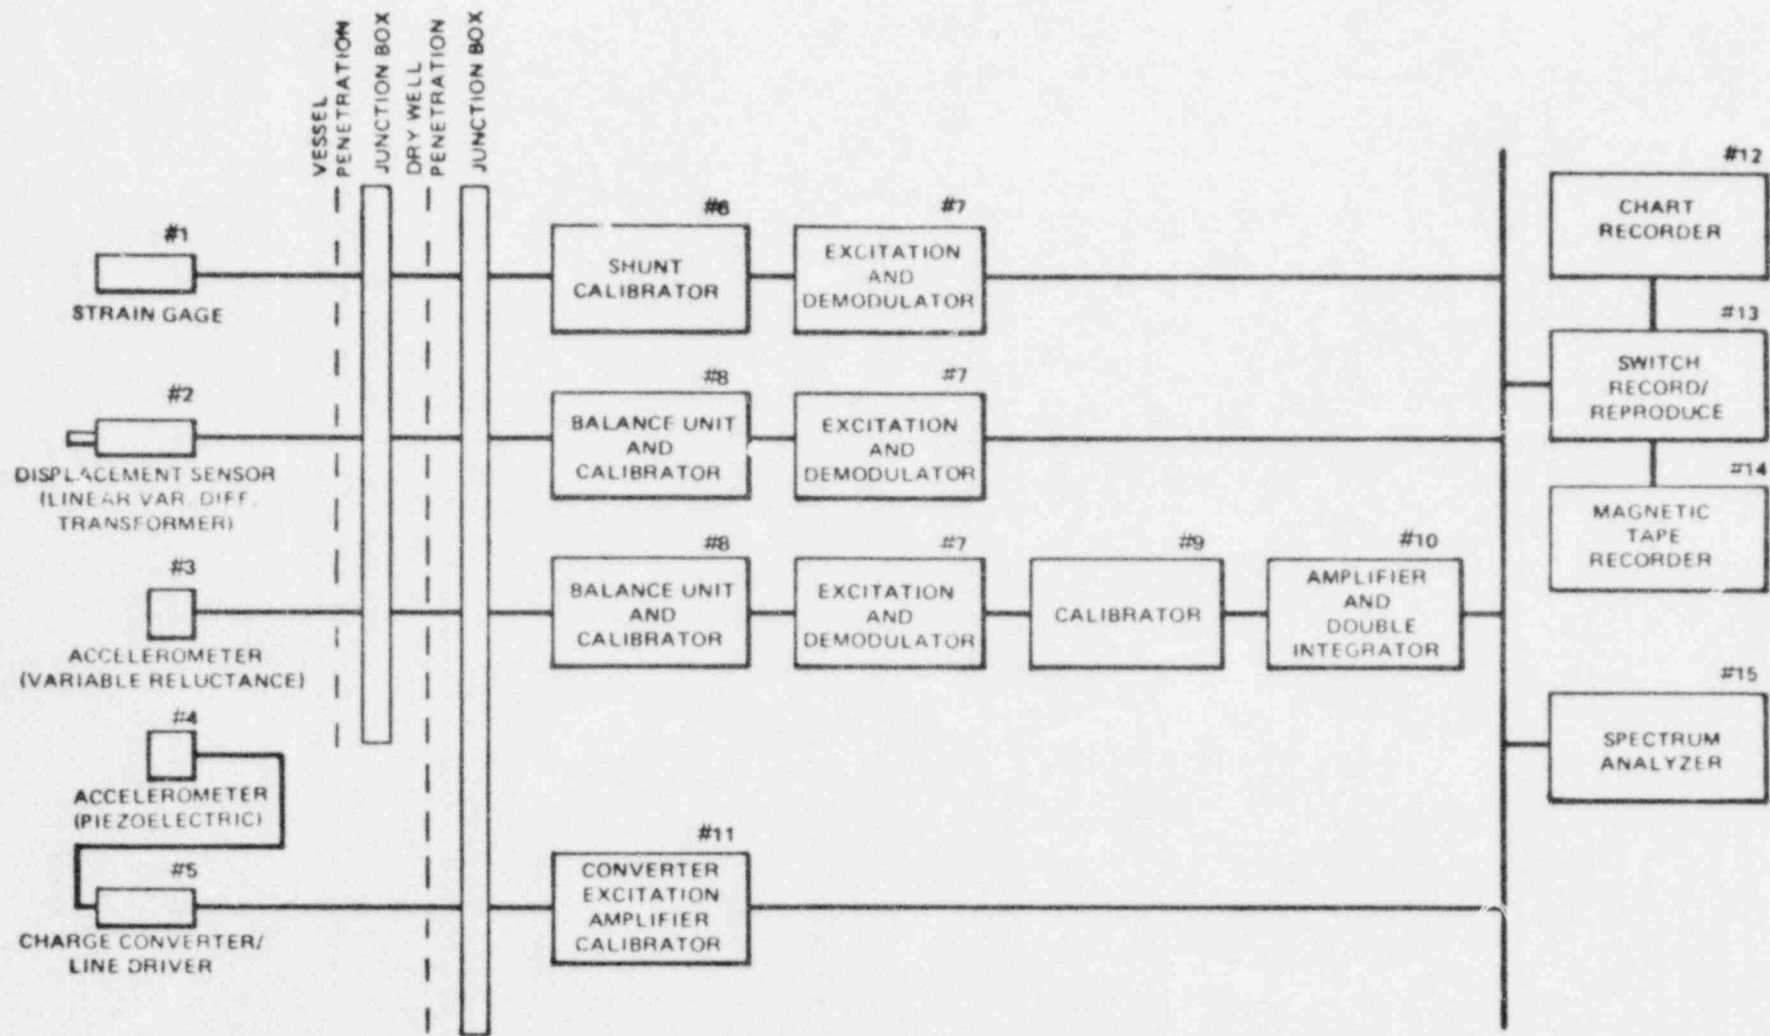 VESSEL
PENETRATION
JUNCTION BOX
DRY WELL
PENETRATION
JUNCTION BOX
#1
STRAIN GAGE
#6
SHUNT
CALIBRATOR
#7
EXCITATION
AND
DEMODULATOR
#12
CHART
RECORDER
#13
SWITCH
RECORD/
REPRODUCE
#2
DISPLACEMENT SENSOR
(LINEAR VAR. DIFF.
TRANSFORMER)
#8
BALANCE UNIT
AND
CALIBRATOR
#7
EXCITATION
AND
DEMODULATOR
#14
MAGNETIC
TAPE
RECORDER
#3
ACCELEROMETER
(VARIABLE RELUCTANCE)
#8
BALANCE UNIT
AND
CALIBRATOR
#7
EXCITATION
AND
DEMODULATOR
#9
CALIBRATOR
#10
AMPLIFIER
AND
DOUBLE
INTEGRATOR
#15
SPECTRUM
ANALYZER
#4
ACCELEROMETER
(PIEZOELECTRIC)
#5
CHARGE CONVERTER/
LINE DRIVER
#11
CONVERTER
EXCITATION
AMPLIFIER
CALIBRATOR